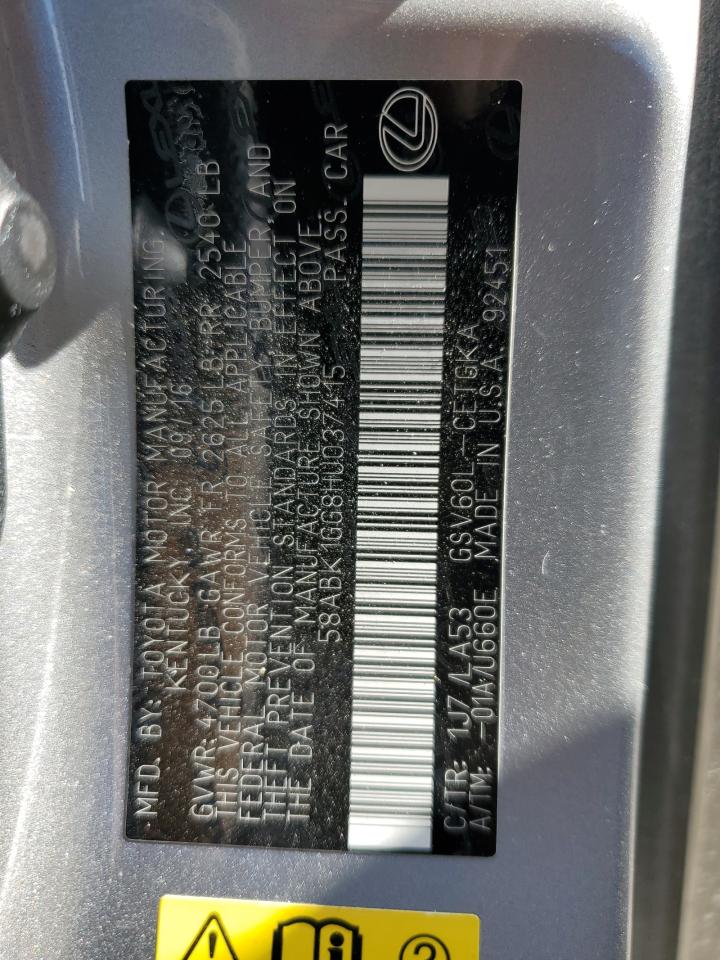 MFD. BY: TOYOTA MOTOR MANUFACTURING
KENTUCKY, INC 09/16
GVWR 4700LB GAWR FR 2625LB RR 2540 LB
THIS VEHICLE CONFORMS TO ALL APPLICABLE
FEDERAL MOTOR VEHICLE SAFETY, BUMPER, AND
THEFT PREVENTION STANDARDS IN EFFECT ON
THE DATE OF MANUFACTURE SHOWN ABOVE.
58ABK1GG8HU037415 PASS. CAR
C/TR: 1J7/LA53 GSV60L-CETGKA
A/TM: -01A/U660E MADE IN U.S.A 92451